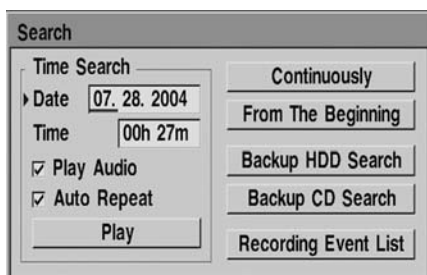 Search
Time Search
Date 07. 28. 2004
Time 00h 27m
Play Audio
Auto Repeat
Play
Continuously
From The Beginning
Backup HDD Search
Backup CD Search
Recording Event List